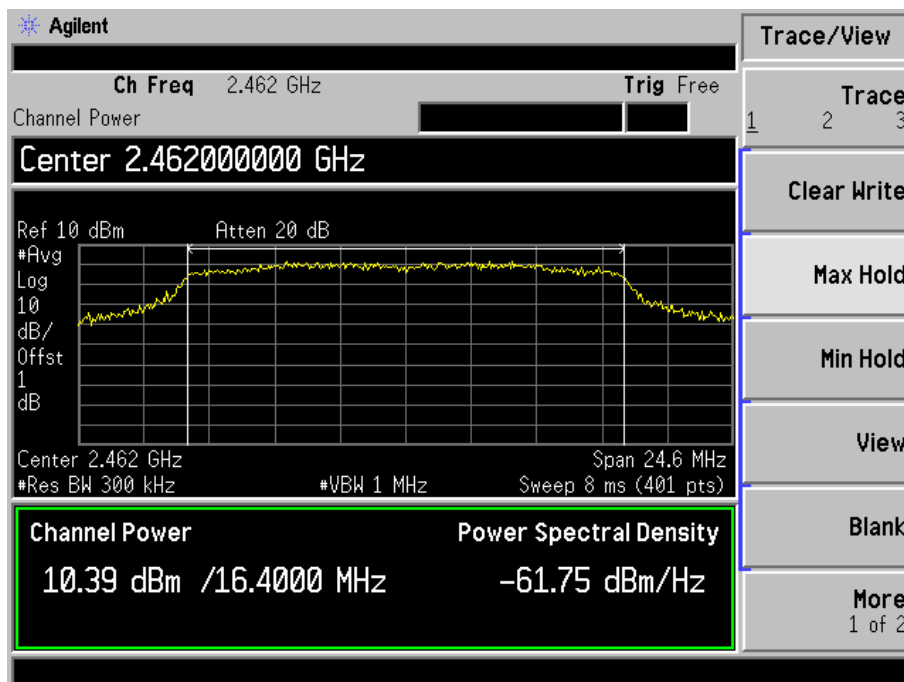 Agilent
Trace/View
Ch Freq 2.462 GHz Trig Free
Channel Power
Trace
1 2 3
Center 2.462000000 GHz
Clear Write
Ref 10 dBm Atten 20 dB
#Avg
Log
10
dB/
Offst
1
dB
Max Hold
Min Hold
View
Center 2.462 GHz Span 24.6 MHz
#Res BW 300 kHz #VBW 1 MHz Sweep 8 ms (401 pts)
Channel Power Power Spectral Density
10.39 dBm /16.4000 MHz -61.75 dBm/Hz
Blank
More
1 of 2